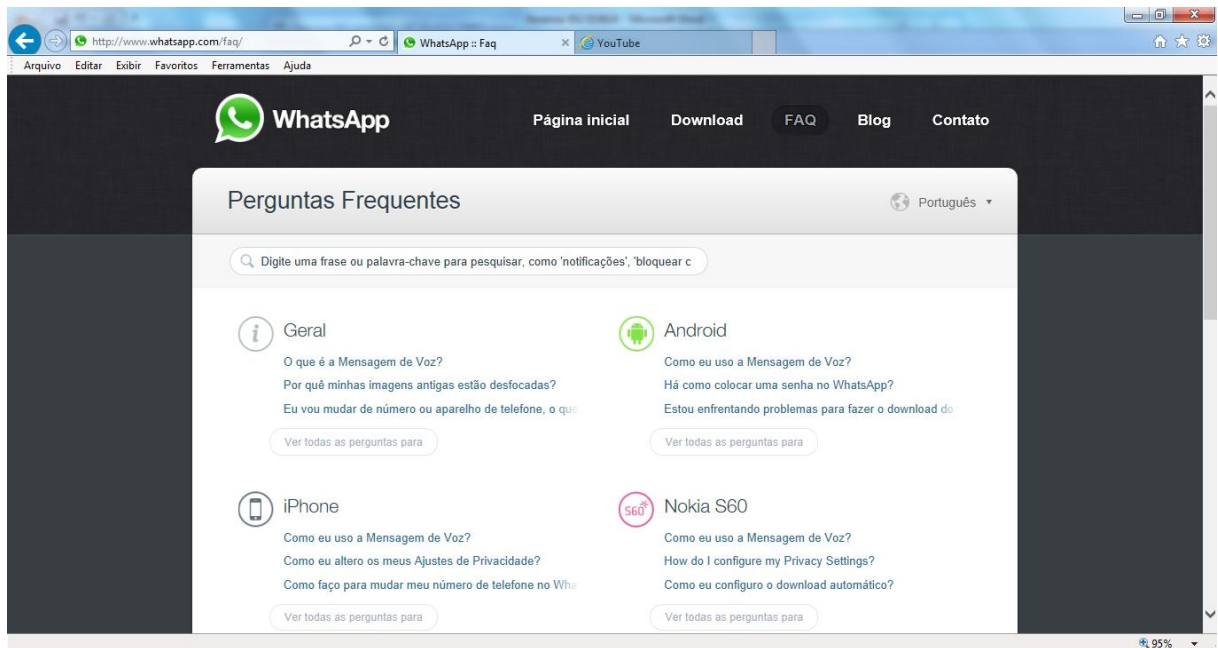 http://www.whatsapp.com/faq/
WhatsApp :: Faq
YouTube
Arquivo Editar Exibir Favoritos Ferramentas Ajuda
WhatsApp
Página inicial Download FAQ Blog Contato
Perguntas Frequentes
Português
Digite uma frase ou palavra-chave para pesquisar, como 'notificações', 'bloquear c
Geral
O que é a Mensagem de Voz?
Por quê minhas imagens antigas estão desfocadas?
Eu vou mudar de número ou aparelho de telefone, o que
Ver todas as perguntas para
Android
Como eu uso a Mensagem de Voz?
Há como colocar uma senha no WhatsApp?
Estou enfrentando problemas para fazer o download do
Ver todas as perguntas para
iPhone
Como eu uso a Mensagem de Voz?
Como eu altero os meus Ajustes de Privacidade?
Como faço para mudar meu número de telefone no Wha
Ver todas as perguntas para
S60
Nokia S60
Como eu uso a Mensagem de Voz?
How do I configure my Privacy Settings?
Como eu configuro o download automático?
Ver todas as perguntas para
95%